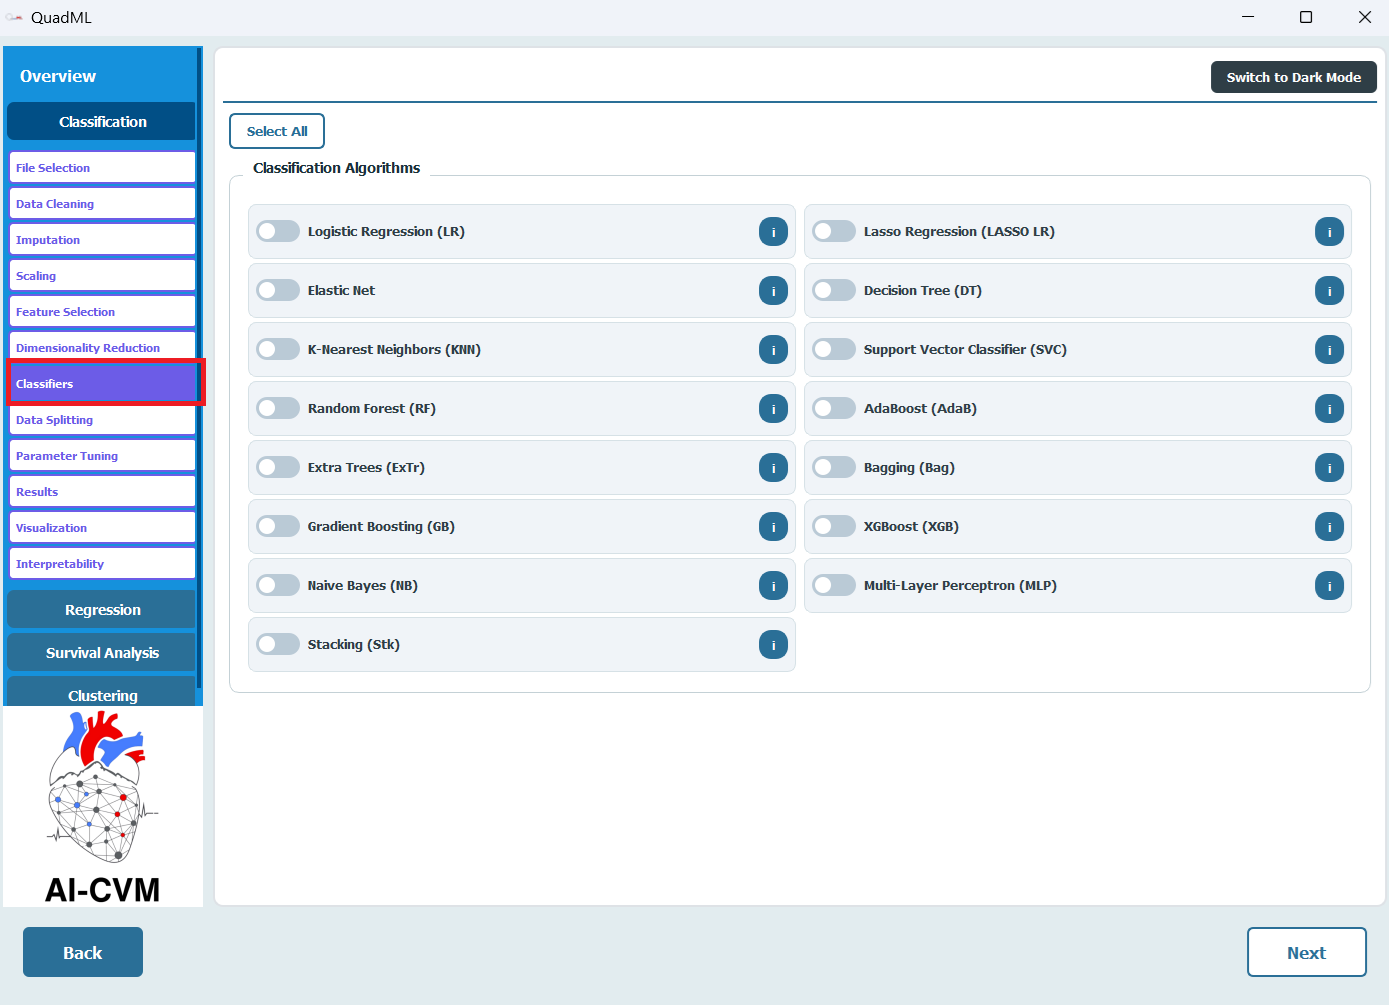 QuadML
Overview
Switch to Dark Mode
Classification
Select All
Classification Algorithms
File Selection
Data Cleaning
Imputation
Scaling
Feature Selection
Dimensionality Reduction
Classifiers
Data Splitting
Parameter Tuning
Results
Visualization
Interpretability
Regression
Survival Analysis
Clustering
Logistic Regression (LR) i
Lasso Regression (LASSO LR) i
Elastic Net i
Decision Tree (DT) i
K-Nearest Neighbors (KNN) i
Support Vector Classifier (SVC) i
Random Forest (RF) i
AdaBoost (AdaB) i
Extra Trees (ExTr) i
Bagging (Bag) i
Gradient Boosting (GB) i
XGBoost (XGB) i
Naive Bayes (NB) i
Multi-Layer Perceptron (MLP) i
Stacking (Stk) i
AI-CVM
Back
Next